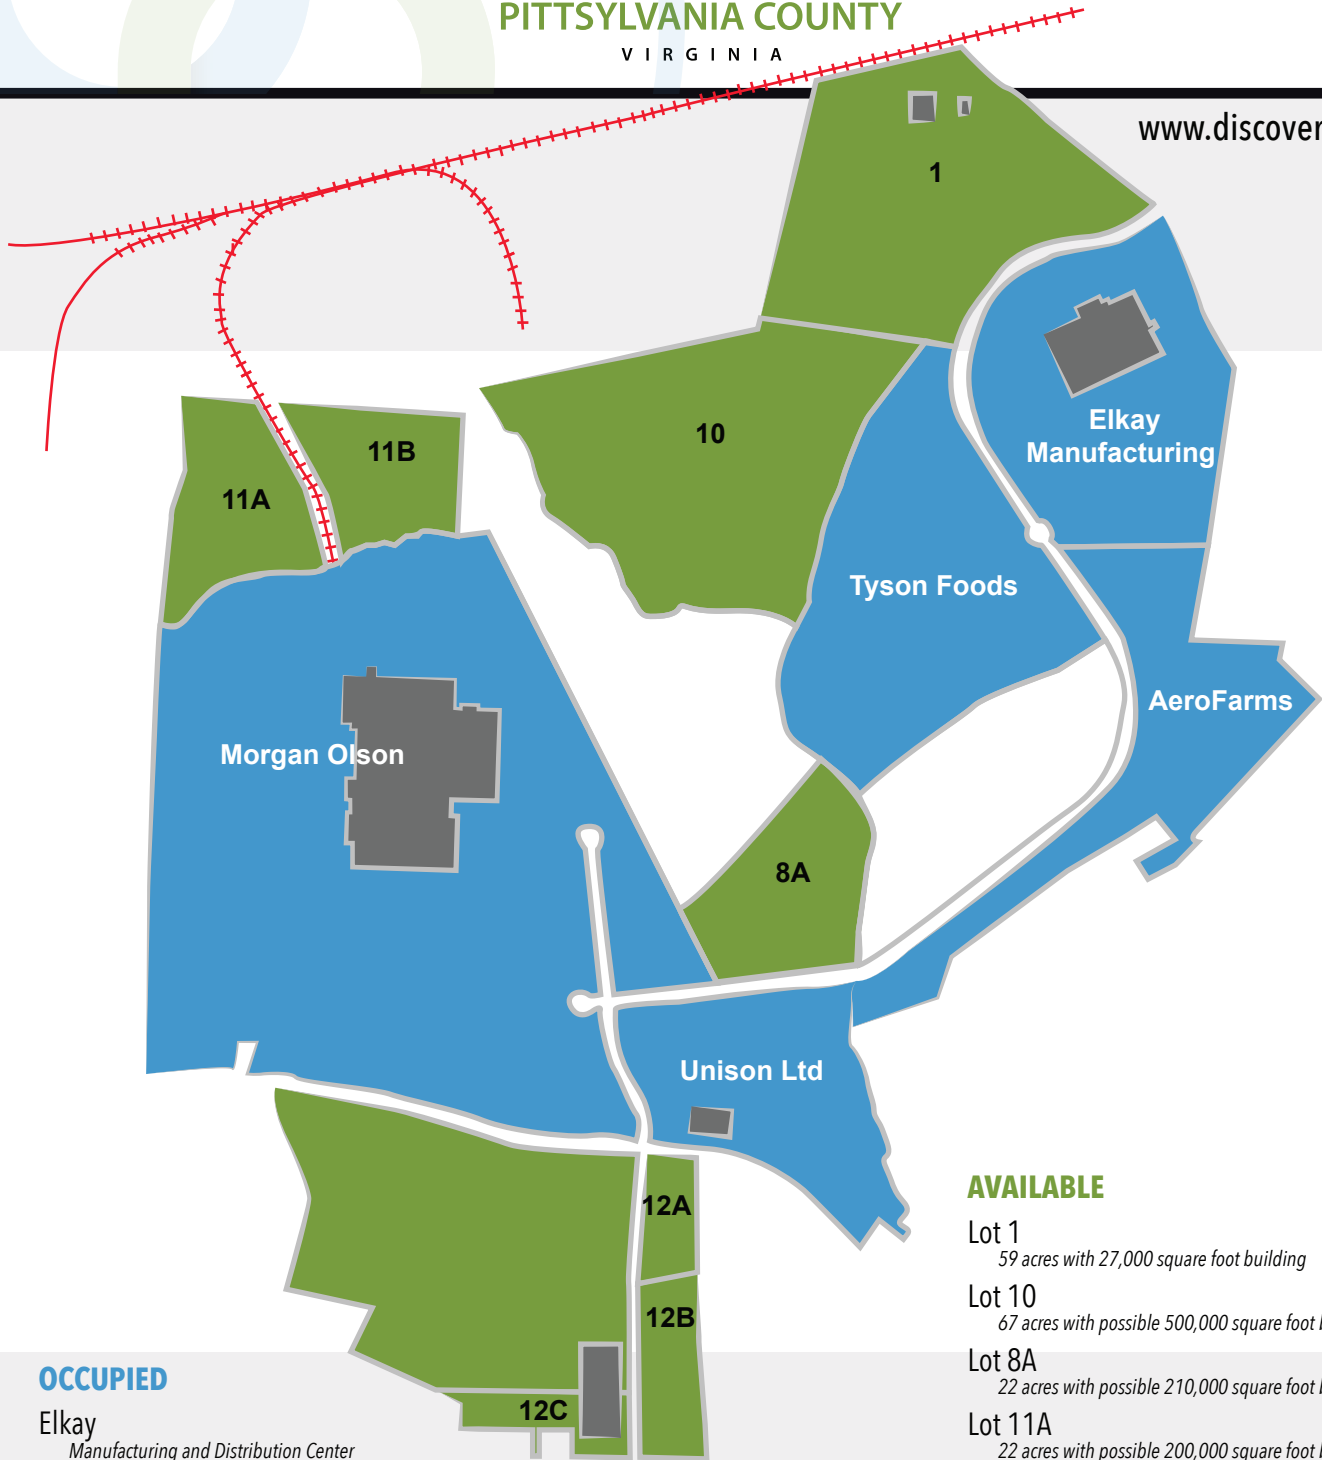 PITTSYLVANIA COUNTY
VIRGINIA
www.discover
1
10
11B
11A
Elkay
Manufacturing
Tyson Foods
AeroFarms
Morgan Olson
8A
Unison Ltd
12A
12B
12C
AVAILABLE
Lot 1
59 acres with 27,000 square foot building
Lot 10
67 acres with possible 500,000 square foot
Lot 8A
22 acres with possible 210,000 square foot
Lot 11A
22 acres with possible 200,000 square foot
OCCUPIED
Elkay
Manufacturing and Distribution Center